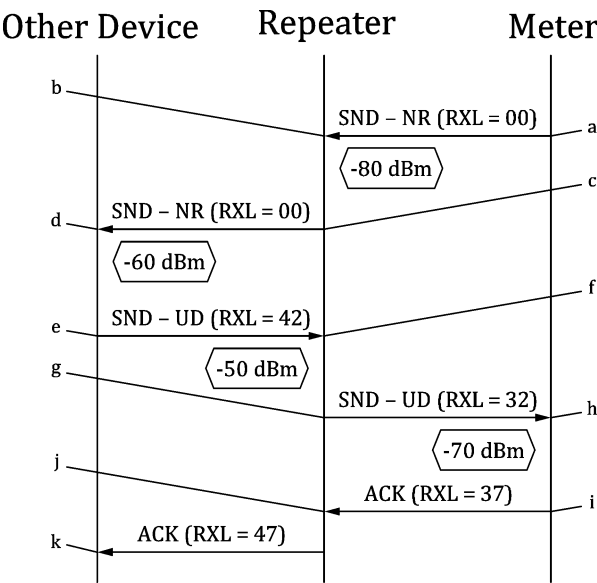 Other Device
Repeater
Meter
b
SND – NR (RXL = 00)
a
-80 dBm
c
d
SND – NR (RXL = 00)
-60 dBm
f
e
SND – UD (RXL = 42)
g
-50 dBm
SND – UD (RXL = 32)
h
-70 dBm
j
ACK (RXL = 37)
i
k
ACK (RXL = 47)